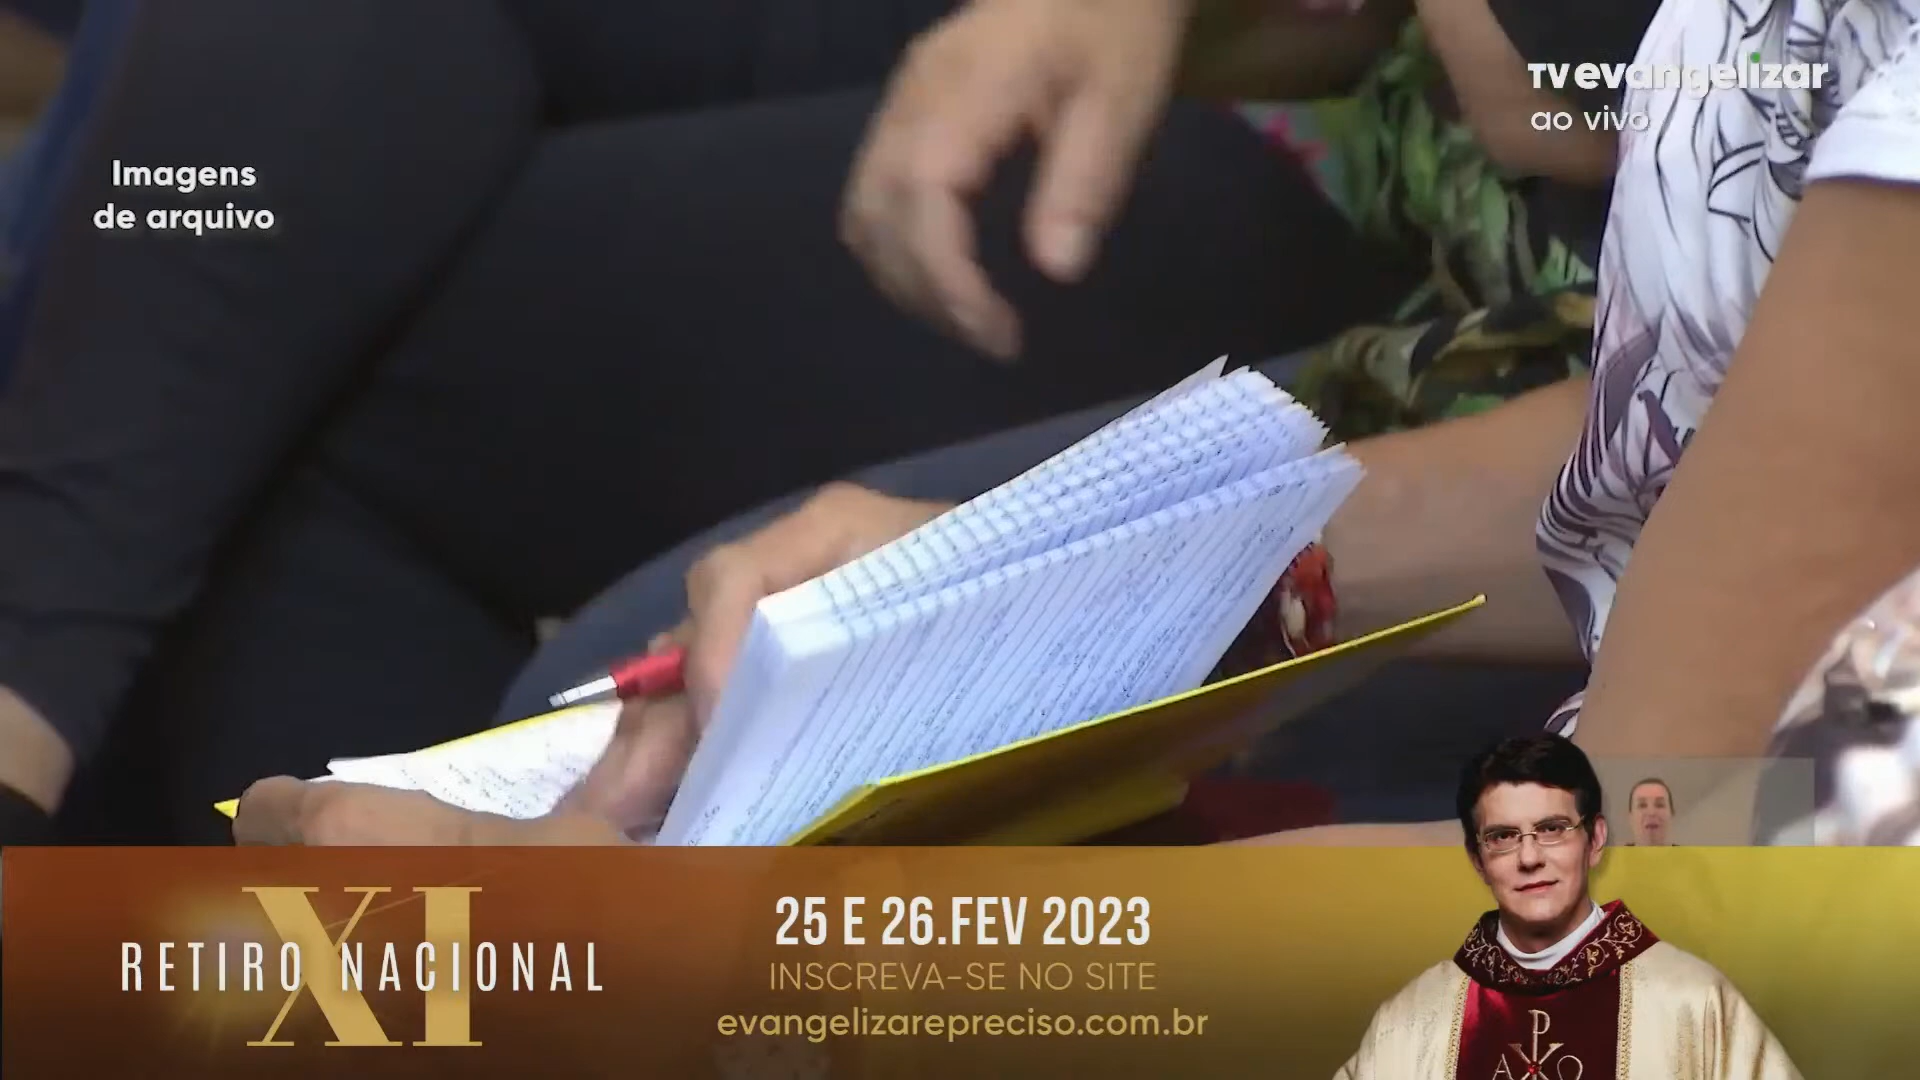 TVevangelizar
ao vivo
Imagens
de arquivo
XI
RETIRO NACIONAL
25 E 26.FEV 2023
INSCREVA-SE NO SITE
evangelizarepreciso.com.br
P
A X O